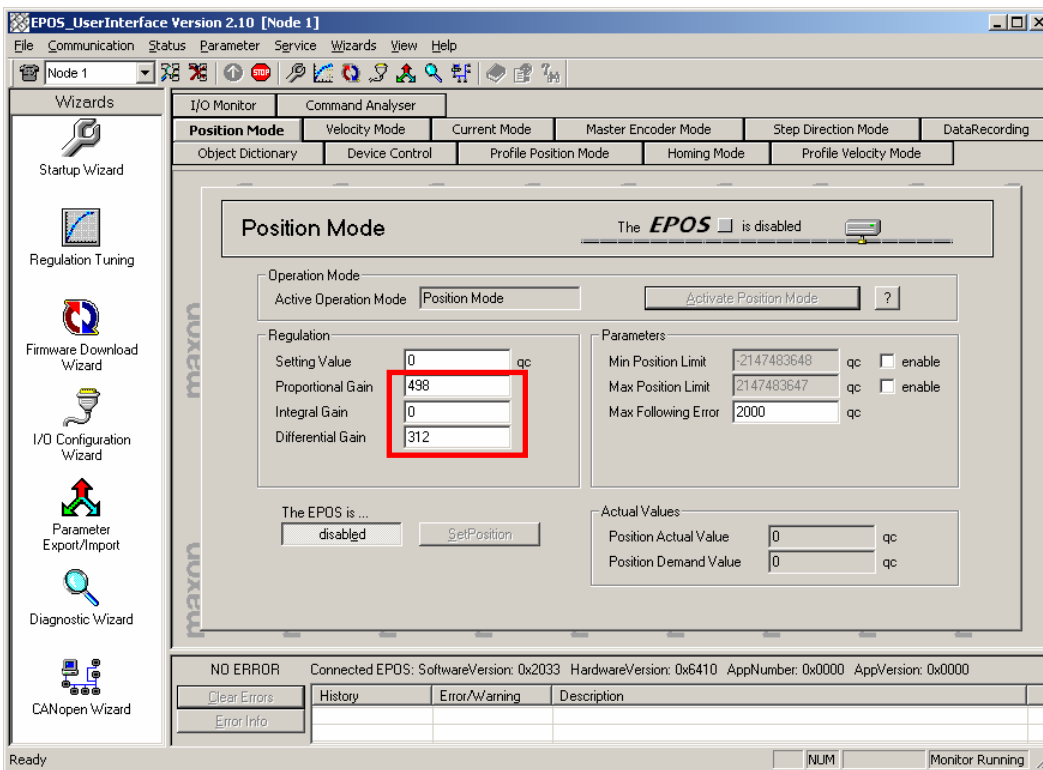 EPOS_UserInterface Version 2.10 [Node 1]
File Communication Status Parameter Service Wizards View Help
Node 1 STOP
Wizards
Startup Wizard
Regulation Tuning
Firmware Download
Wizard
I/O Configuration
Wizard
Parameter
Export/Import
Diagnostic Wizard
CANopen Wizard
I/O Monitor Command Analyser
Position Mode Velocity Mode Current Mode Master Encoder Mode Step Direction Mode DataRecording
Object Dictionary Device Control Profile Position Mode Homing Mode Profile Velocity Mode
maxon
maxon
Position Mode The EPOS is disabled
Operation Mode
Active Operation Mode Position Mode Activate Position Mode ?
Regulation
Setting Value 0 qc
Proportional Gain 498
Integral Gain 0
Differential Gain 312
Parameters
Min Position Limit -2147483648 qc enable
Max Position Limit 2147483647 qc enable
Max Following Error 2000 qc
The EPOS is ...
disabled SetPosition
Actual Values
Position Actual Value 0 qc
Position Demand Value 0 qc
NO ERROR Connected EPOS: SoftwareVersion: 0x2033 HardwareVersion: 0x6410 AppNumber: 0x0000 AppVersion: 0x0000
Clear Errors History Error/Warning Description
Error Info
Ready NUM Monitor Running